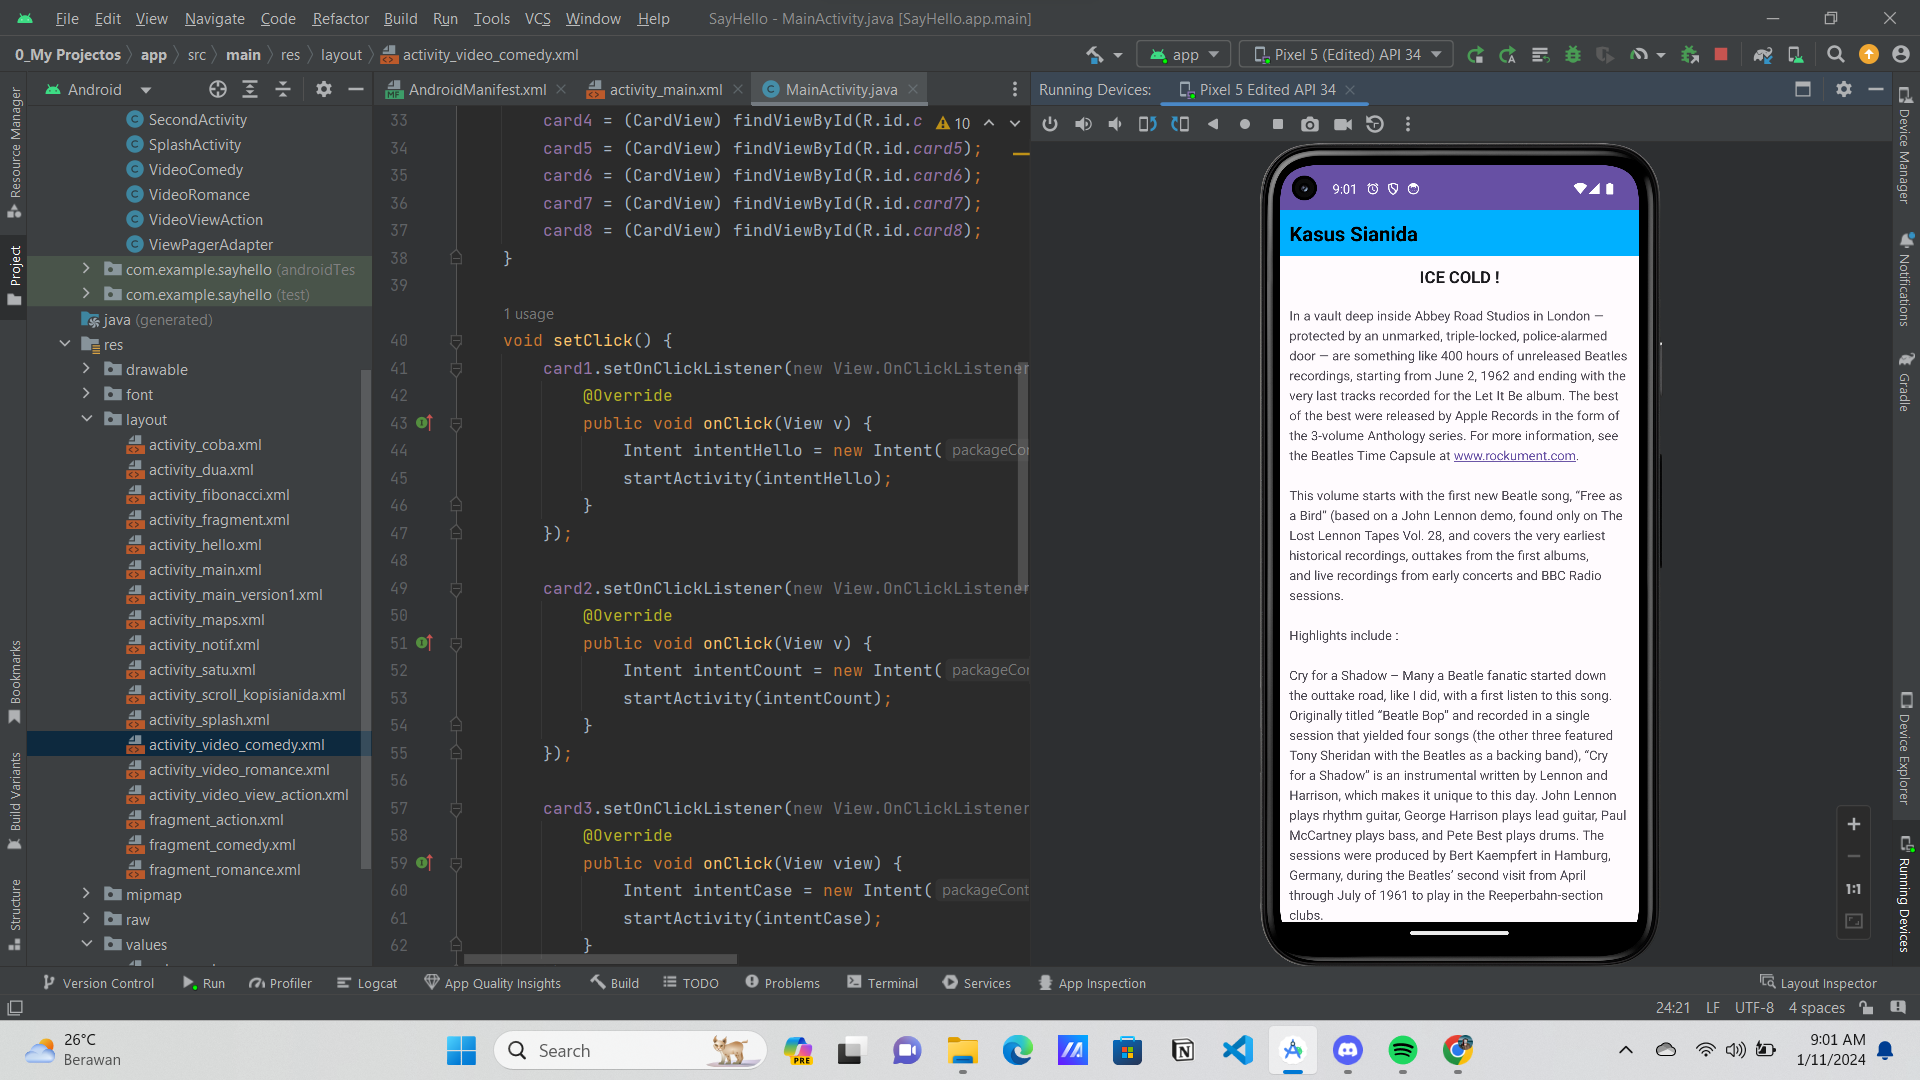 File Edit View Navigate Code Refactor Build Run Tools VCS Window Help SayHello - MainActivity.java [SayHello.app.main]
0_My Projectos app src main res layout activity_video_comedy.xml app Pixel 5 (Edited) API 34
Android
AndroidManifest.xml activity_main.xml MainActivity.java
Running Devices: Pixel 5 Edited API 34
Resource Manager
Project
Bookmarks
Build Variants
Structure
SecondActivity
SplashActivity
VideoComedy
VideoRomance
VideoViewAction
ViewPagerAdapter
com.example.sayhello (androidTes
com.example.sayhello (test)
java (generated)
res
drawable
font
layout
activity_coba.xml
activity_dua.xml
activity_fibonacci.xml
activity_fragment.xml
activity_hello.xml
activity_main.xml
activity_main_version1.xml
activity_maps.xml
activity_notif.xml
activity_satu.xml
activity_scroll_kopisianida.xml
activity_splash.xml
activity_video_comedy.xml
activity_video_romance.xml
activity_video_view_action.xml
fragment_action.xml
fragment_comedy.xml
fragment_romance.xml
mipmap
raw
values
10
33 card4 = (CardView) findViewById(R.id.c
34 card5 = (CardView) findViewById(R.id.card5);
35 card6 = (CardView) findViewById(R.id.card6);
36 card7 = (CardView) findViewById(R.id.card7);
37 card8 = (CardView) findViewById(R.id.card8);
38 }
39
1 usage
40 void setClick() {
41 card1.setOnClickListener(new View.OnClickListener
42 @Override
43 public void onClick(View v) {
44 Intent intentHello = new Intent( packageCon
45 startActivity(intentHello);
46 }
47 });
48
49 card2.setOnClickListener(new View.OnClickListener
50 @Override
51 public void onClick(View v) {
52 Intent intentCount = new Intent( packageCon
53 startActivity(intentCount);
54 }
55 });
56
57 card3.setOnClickListener(new View.OnClickListener
58 @Override
59 public void onClick(View view) {
60 Intent intentCase = new Intent( packageCont
61 startActivity(intentCase);
62 }
9:01
Kasus Sianida
ICE COLD !
In a vault deep inside Abbey Road Studios in London —
protected by an unmarked, triple-locked, police-alarmed
door — are something like 400 hours of unreleased Beatles
recordings, starting from June 2, 1962 and ending with the
very last tracks recorded for the Let It Be album. The best
of the best were released by Apple Records in the form of
the 3-volume Anthology series. For more information, see
the Beatles Time Capsule at www.rockument.com.
This volume starts with the first new Beatle song, “Free as
a Bird” (based on a John Lennon demo, found only on The
Lost Lennon Tapes Vol. 28, and covers the very earliest
historical recordings, outtakes from the first albums,
and live recordings from early concerts and BBC Radio
sessions.
Highlights include :
Cry for a Shadow – Many a Beatle fanatic started down
the outtake road, like I did, with a first listen to this song.
Originally titled “Beatle Bop” and recorded in a single
session that yielded four songs (the other three featured
Tony Sheridan with the Beatles as a backing band), “Cry
for a Shadow” is an instrumental written by Lennon and
Harrison, which makes it unique to this day. John Lennon
plays rhythm guitar, George Harrison plays lead guitar, Paul
McCartney plays bass, and Pete Best plays drums. The
sessions were produced by Bert Kaempfert in Hamburg,
Germany, during the Beatles’ second visit from April
through July of 1961 to play in the Reeperbahn-section
clubs.
1:1
Device Manager
Notifications
Gradle
Device Explorer
Running Devices
Version Control Run Profiler Logcat App Quality Insights Build TODO Problems Terminal Services App Inspection Layout Inspector
24:21 LF UTF-8 4 spaces
26°C
Berawan
Search
PRE
9:01 AM
1/11/2024